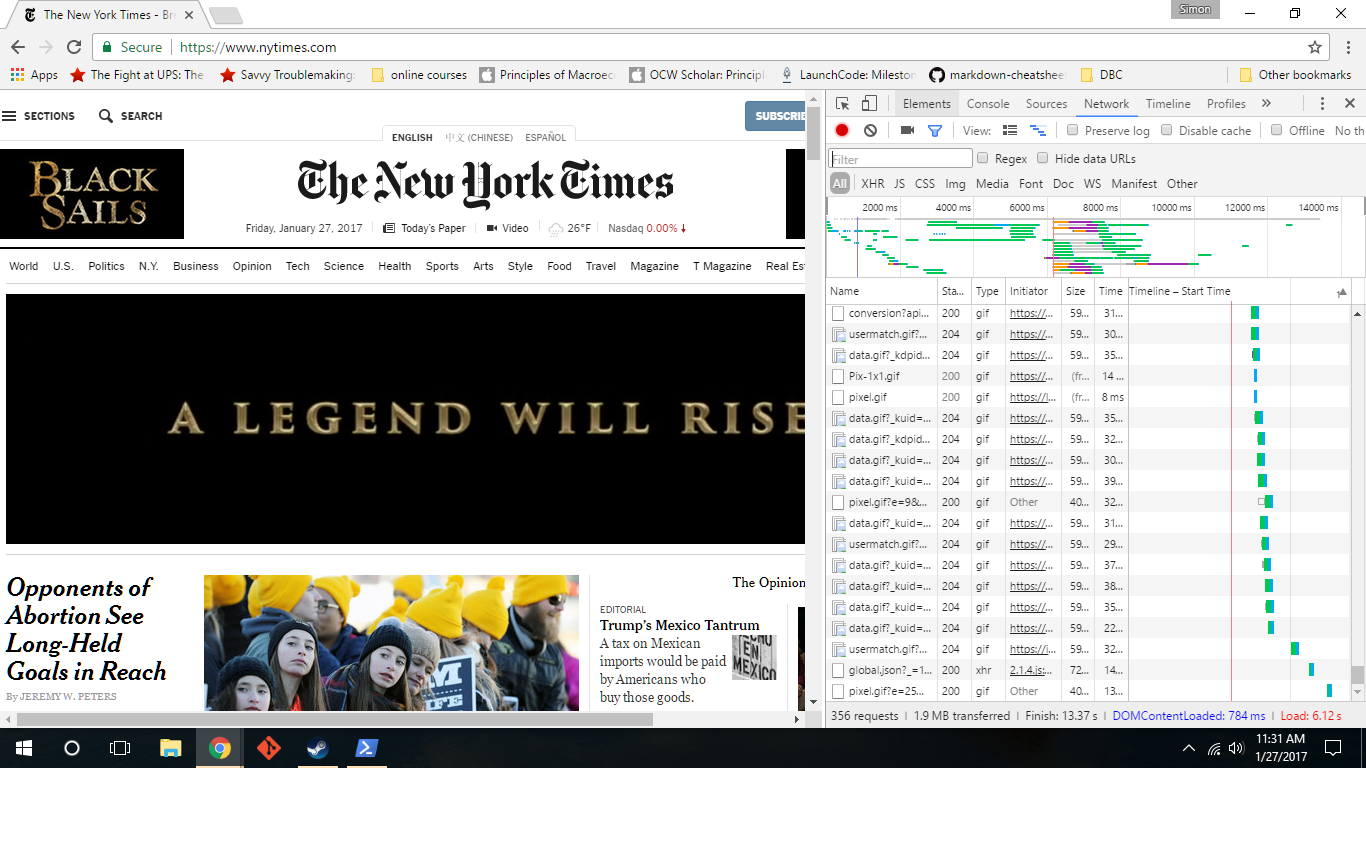 The New York Times - Bre
Simon
Secure https://www.nytimes.com
Apps The Fight at UPS: The Savvy Troublemaking: online courses Principles of Macroec OCW Scholar: Principl LaunchCode: Mileston markdown-cheatshee DBC Other bookmarks
SECTIONS SEARCH SUBSCRIBE
ENGLISH 中文 (CHINESE) ESPAÑOL
BLACK SAILS
The New York Times
Friday, January 27, 2017 Today's Paper Video 26°F Nasdaq 0.00%
World U.S. Politics N.Y. Business Opinion Tech Science Health Sports Arts Style Food Travel Magazine T Magazine Real Est
A LEGEND WILL RISE
Opponents of
Abortion See
Long-Held
Goals in Reach
By JEREMY W. PETERS
The Opinion
EDITORIAL
Trump's Mexico Tantrum
A tax on Mexican
imports would be paid
by Americans who
buy those goods.
EN
MEXICO
Elements Console Sources Network Timeline Profiles »
View: Preserve log Disable cache Offline No th
Filter Regex Hide data URLs
All XHR JS CSS Img Media Font Doc WS Manifest Other
2000 ms 4000 ms 6000 ms 8000 ms 10000 ms 12000 ms 14000 ms
Name Sta... Type Initiator Size Time Timeline – Start Time
conversion?api... 200 gif https://... 59... 31...
usermatch.gif?... 204 gif https://... 59... 30...
data.gif?_kdpid... 204 gif https://... 59... 35...
Pix-1x1.gif 200 gif https://... (fr... 14 ...
pixel.gif 200 gif https://l... (fr... 8 ms
data.gif?_kuid=... 204 gif https://... 59... 35...
data.gif?_kdpid... 204 gif https://... 59... 32...
data.gif?_kuid=... 204 gif https://... 59... 30...
data.gif?_kuid=... 204 gif https://... 59... 39...
pixel.gif?e=9&... 200 gif Other 40... 32...
data.gif?_kuid=... 204 gif https://... 59... 31...
usermatch.gif?... 204 gif https://... 59... 29...
data.gif?_kuid=... 204 gif https://... 59... 37...
data.gif?_kuid=... 204 gif https://... 59... 38...
data.gif?_kuid=... 204 gif https://... 59... 35...
data.gif?_kuid=... 204 gif https://... 59... 22...
usermatch.gif?... 204 gif https://i... 59... 32...
global.json?_=1... 200 xhr 2.1.4.js:... 72... 14...
pixel.gif?e=25... 200 gif Other 40... 13...
356 requests | 1.9 MB transferred | Finish: 13.37 s | DOMContentLoaded: 784 ms | Load: 6.12 s
11:31 AM
1/27/2017